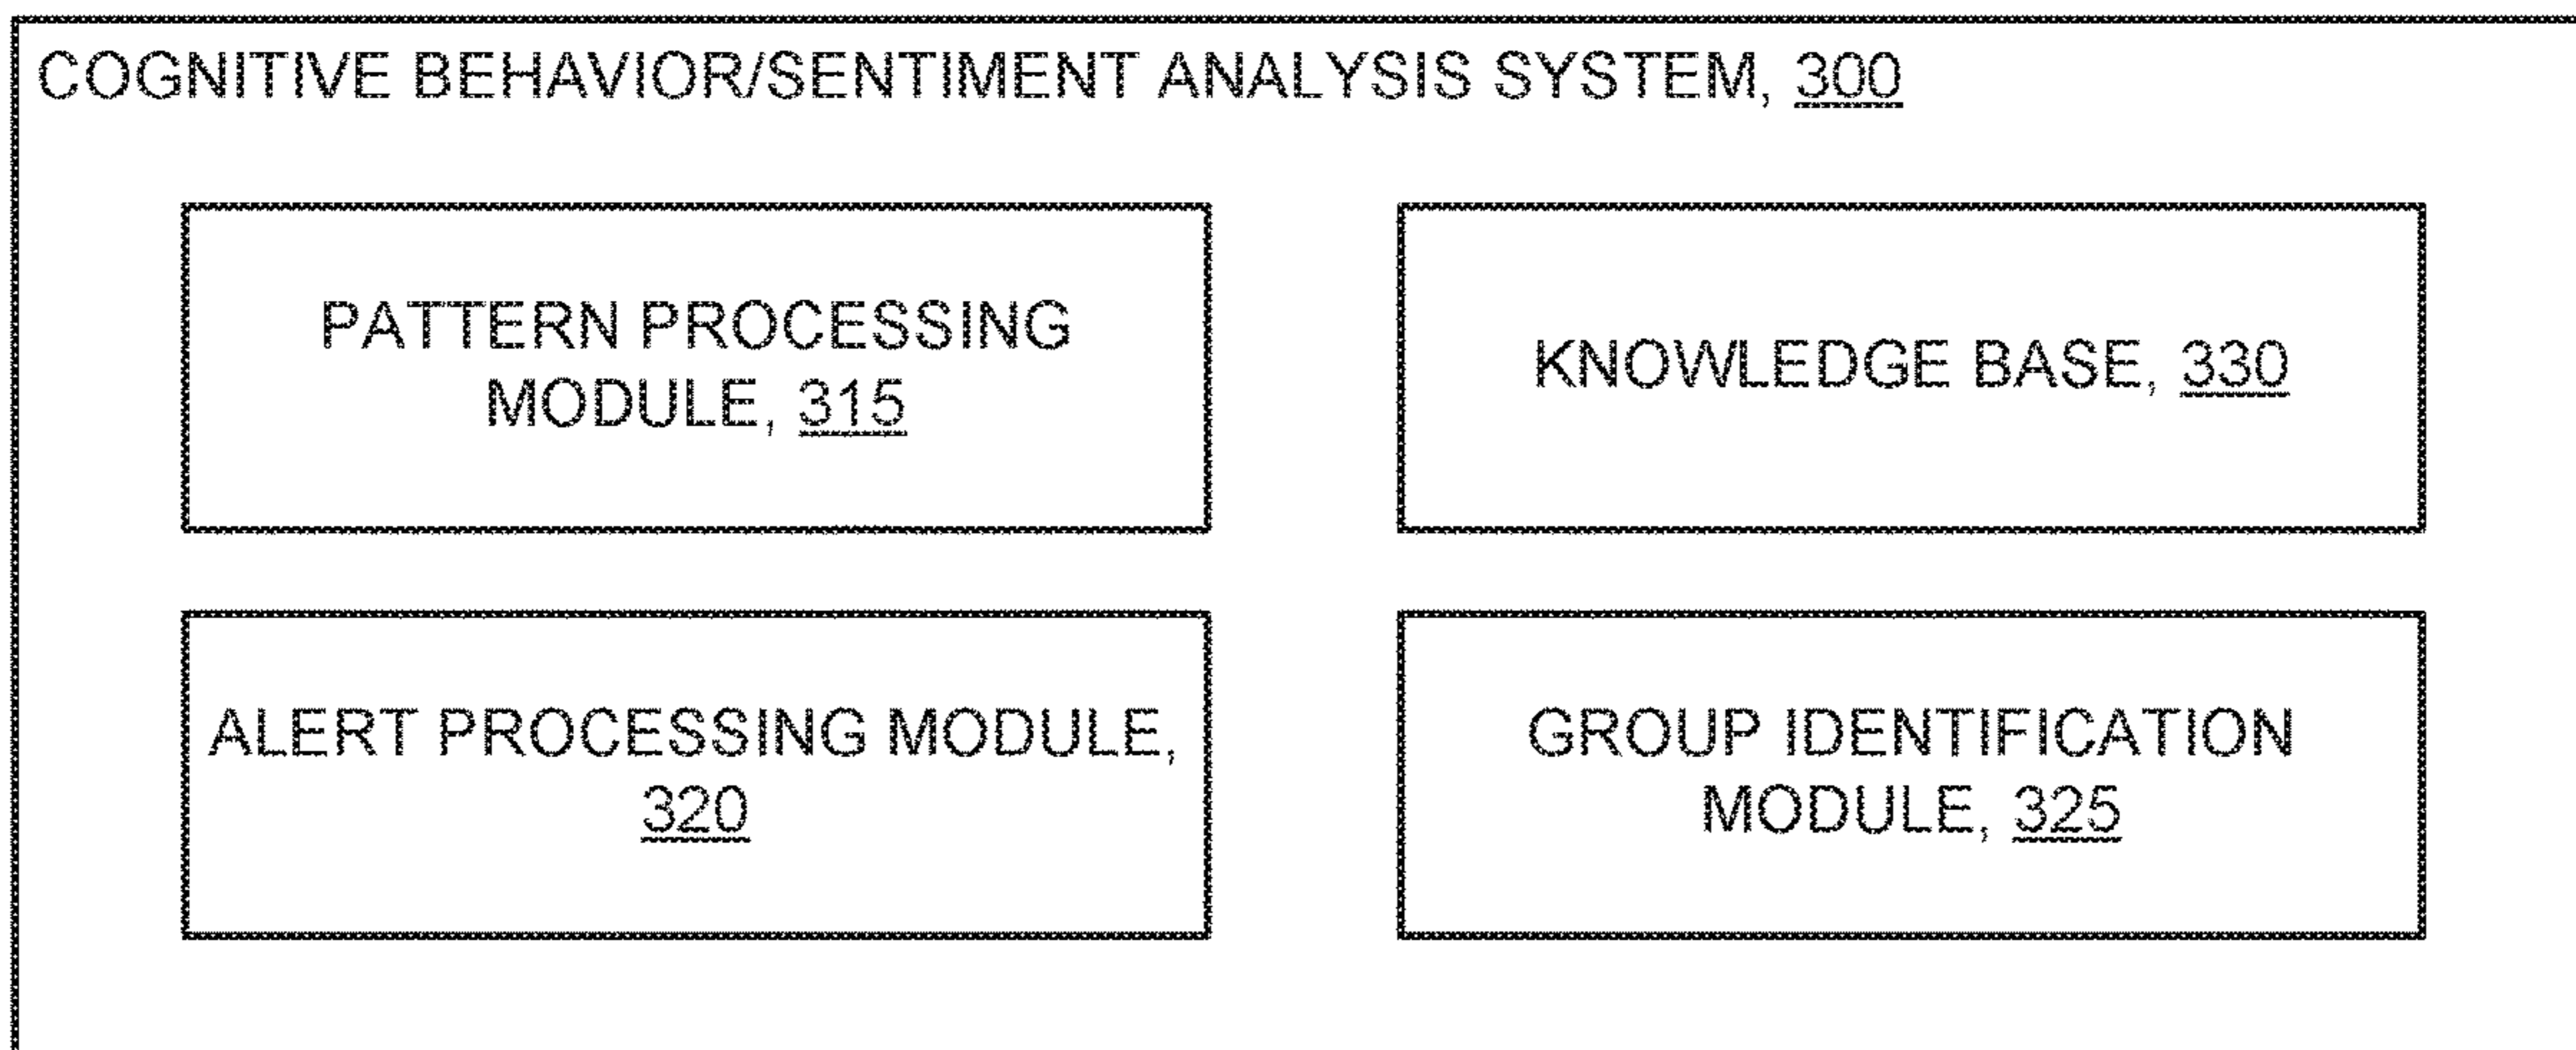 COGNITIVE BEHAVIOR/SENTIMENT ANALYSIS SYSTEM, 300
PATTERN PROCESSING
MODULE, 315
KNOWLEDGE BASE, 330
ALERT PROCESSING MODULE,
320
GROUP IDENTIFICATION
MODULE, 325